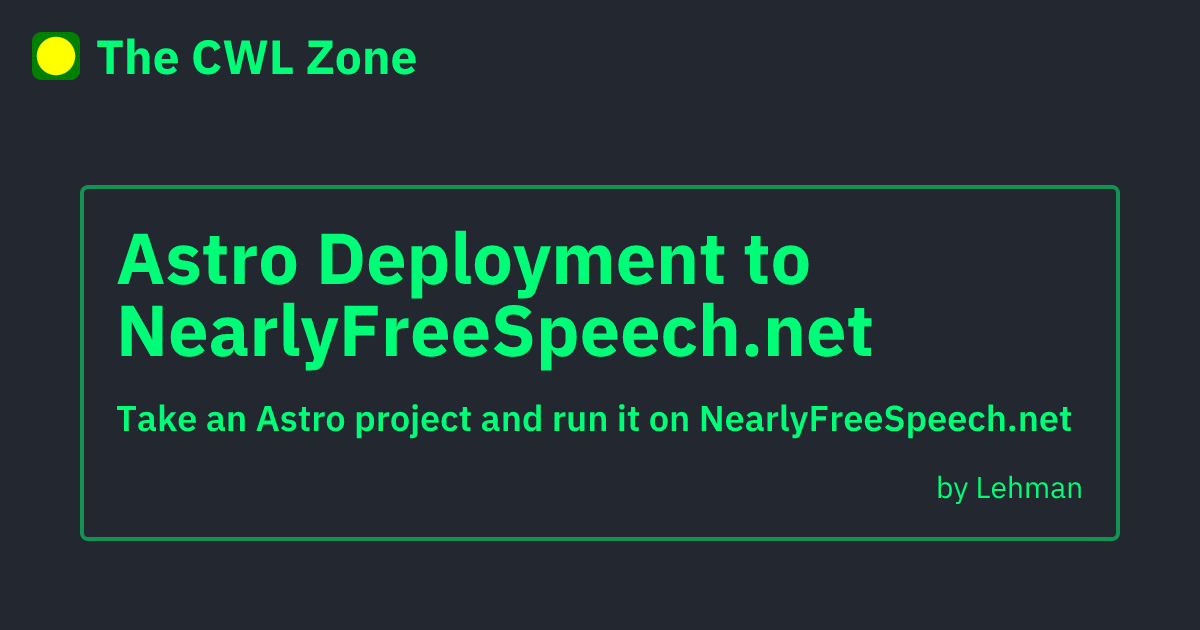 The CWL Zone
Astro Deployment to
NearlyFreeSpeech.net
Take an Astro project and run it on NearlyFreeSpeech.net
by Lehman